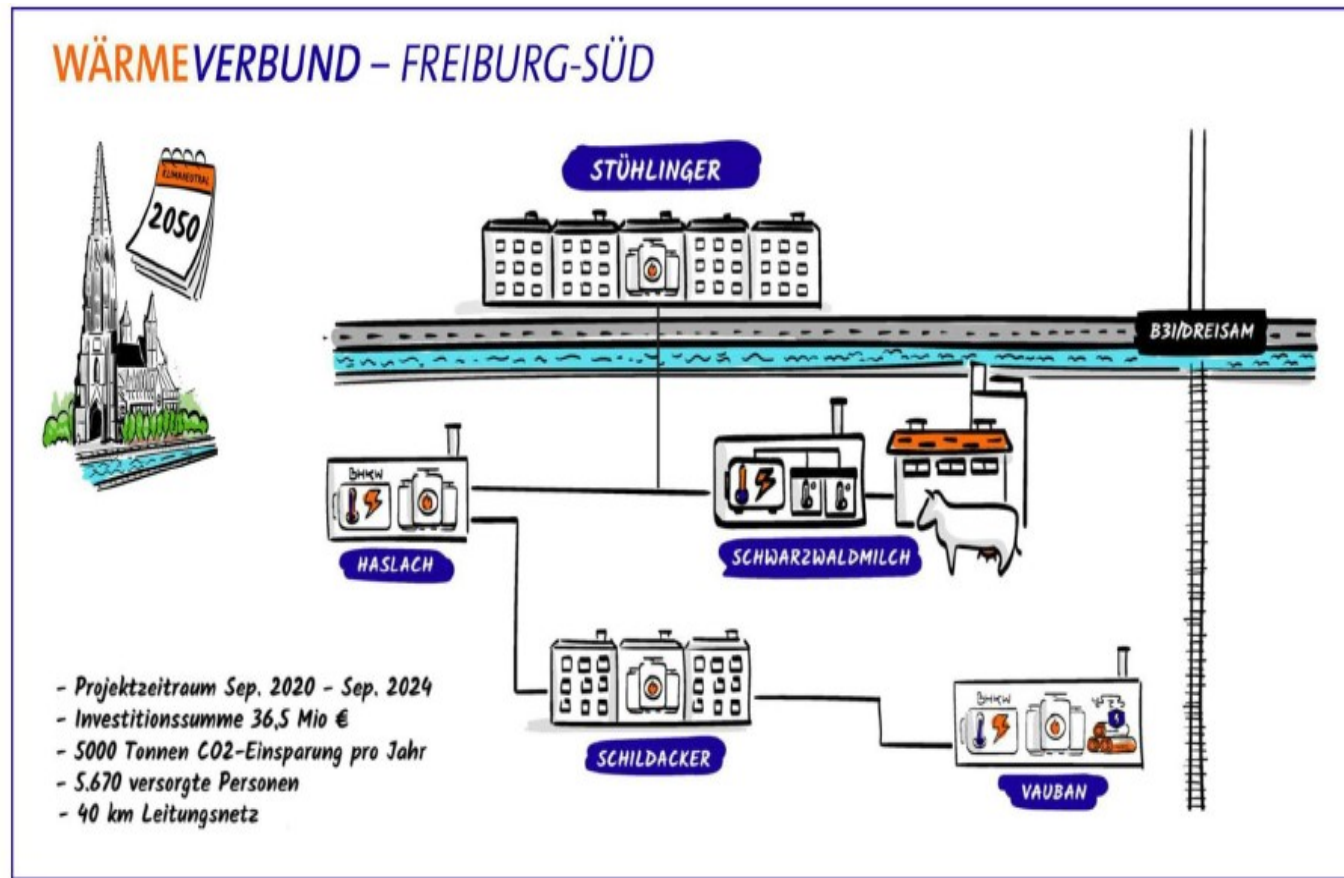 WÄRMEVERBUND – FREIBURG-SÜD
KLIMANEUTRAL
2050
STÜHLINGER
B31/DREISAM
BHKW
HASLACH
SCHWARZWALDMILCH
SCHILDACKER
BHKW
VAUBAN
- Projektzeitraum Sep. 2020 - Sep. 2024
- Investitionssumme 36,5 Mio €
- 5000 Tonnen CO2-Einsparung pro Jahr
- 5.670 versorgte Personen
- 40 km Leitungsnetz